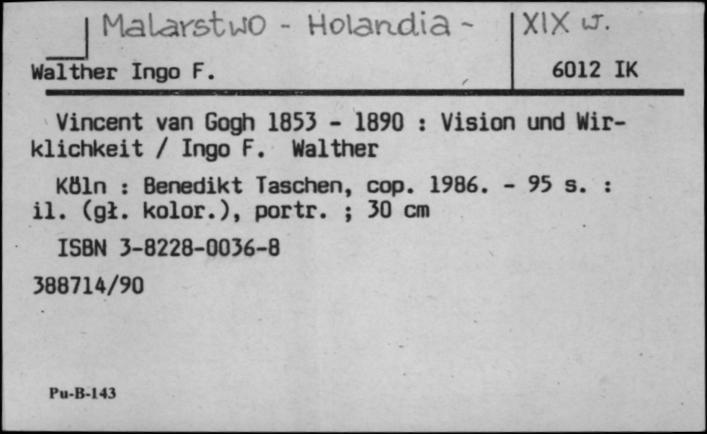 Malarstwo - Holandia - XIX w.
Walther Ingo F. 6012 IK
Vincent van Gogh 1853 - 1890 : Vision und Wir-
klichkeit / Ingo F. Walther
Köln : Benedikt Taschen, cop. 1986. - 95 s. :
il. (gł. kolor.), portr. ; 30 cm
ISBN 3-8228-0036-8
388714/90
Pu-B-143